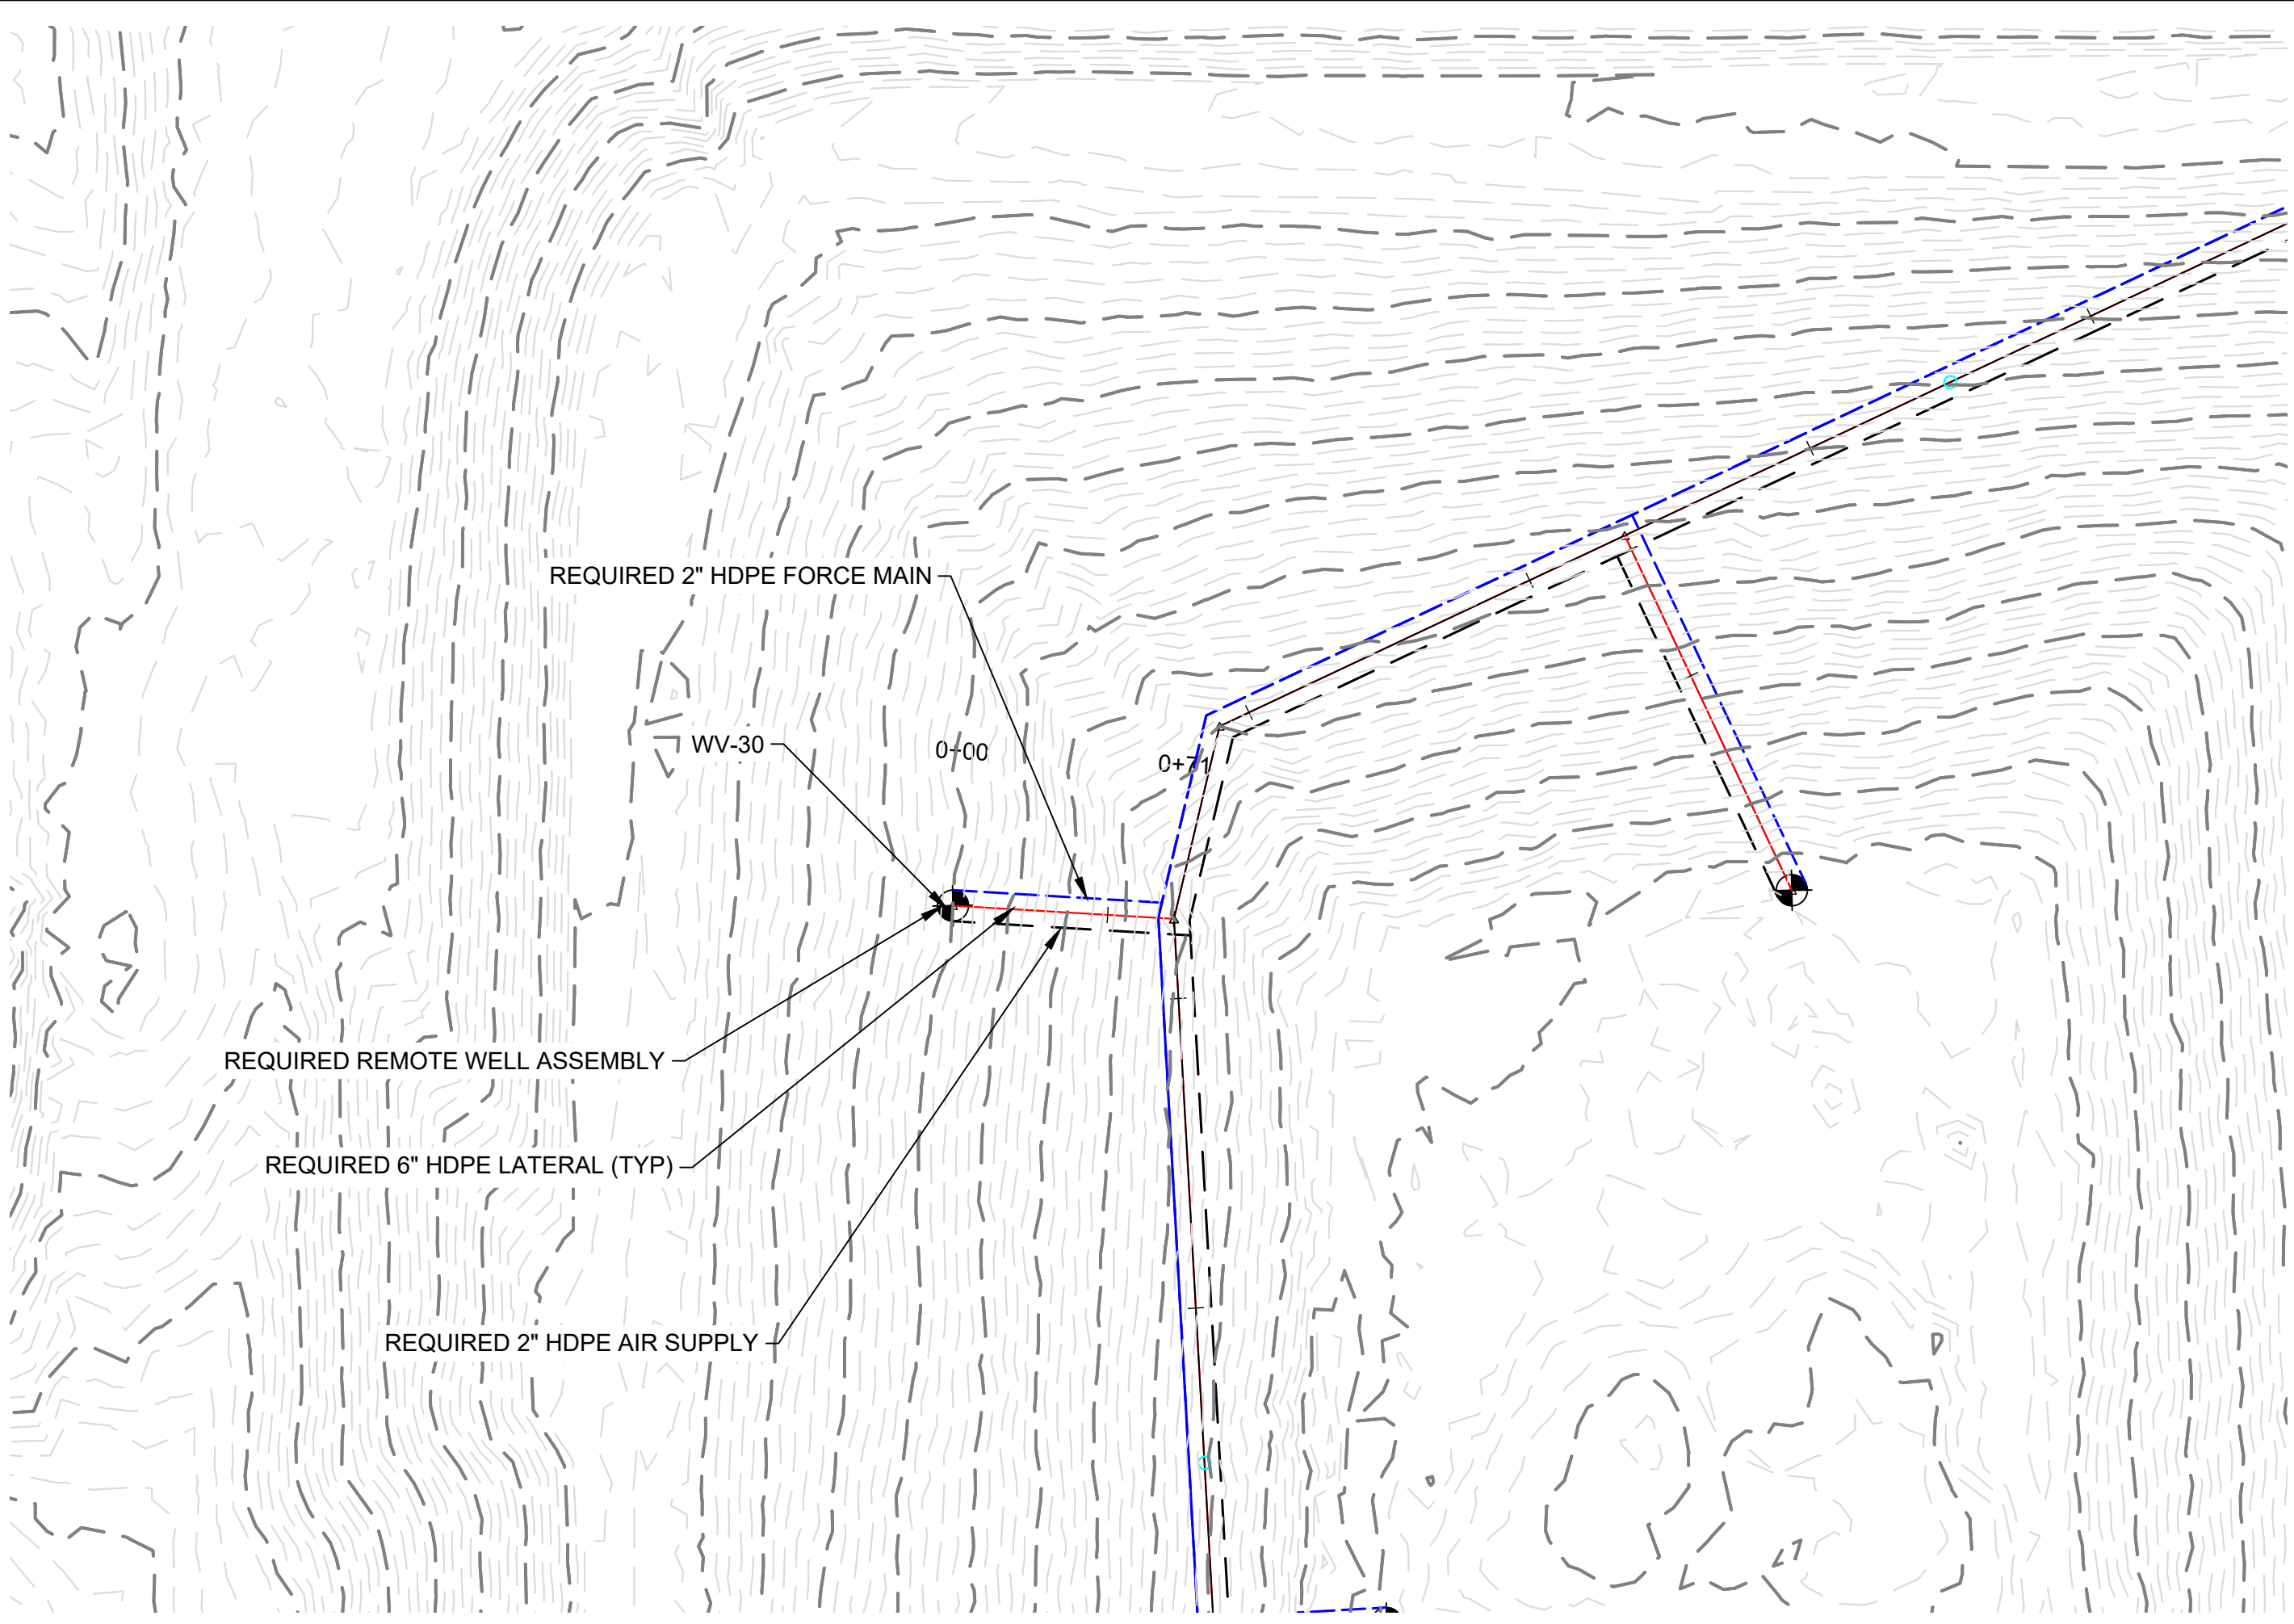 REQUIRED 2" HDPE FORCE MAIN
WV-30
0+00
0+71
REQUIRED REMOTE WELL ASSEMBLY
REQUIRED 6" HDPE LATERAL (TYP)
REQUIRED 2" HDPE AIR SUPPLY